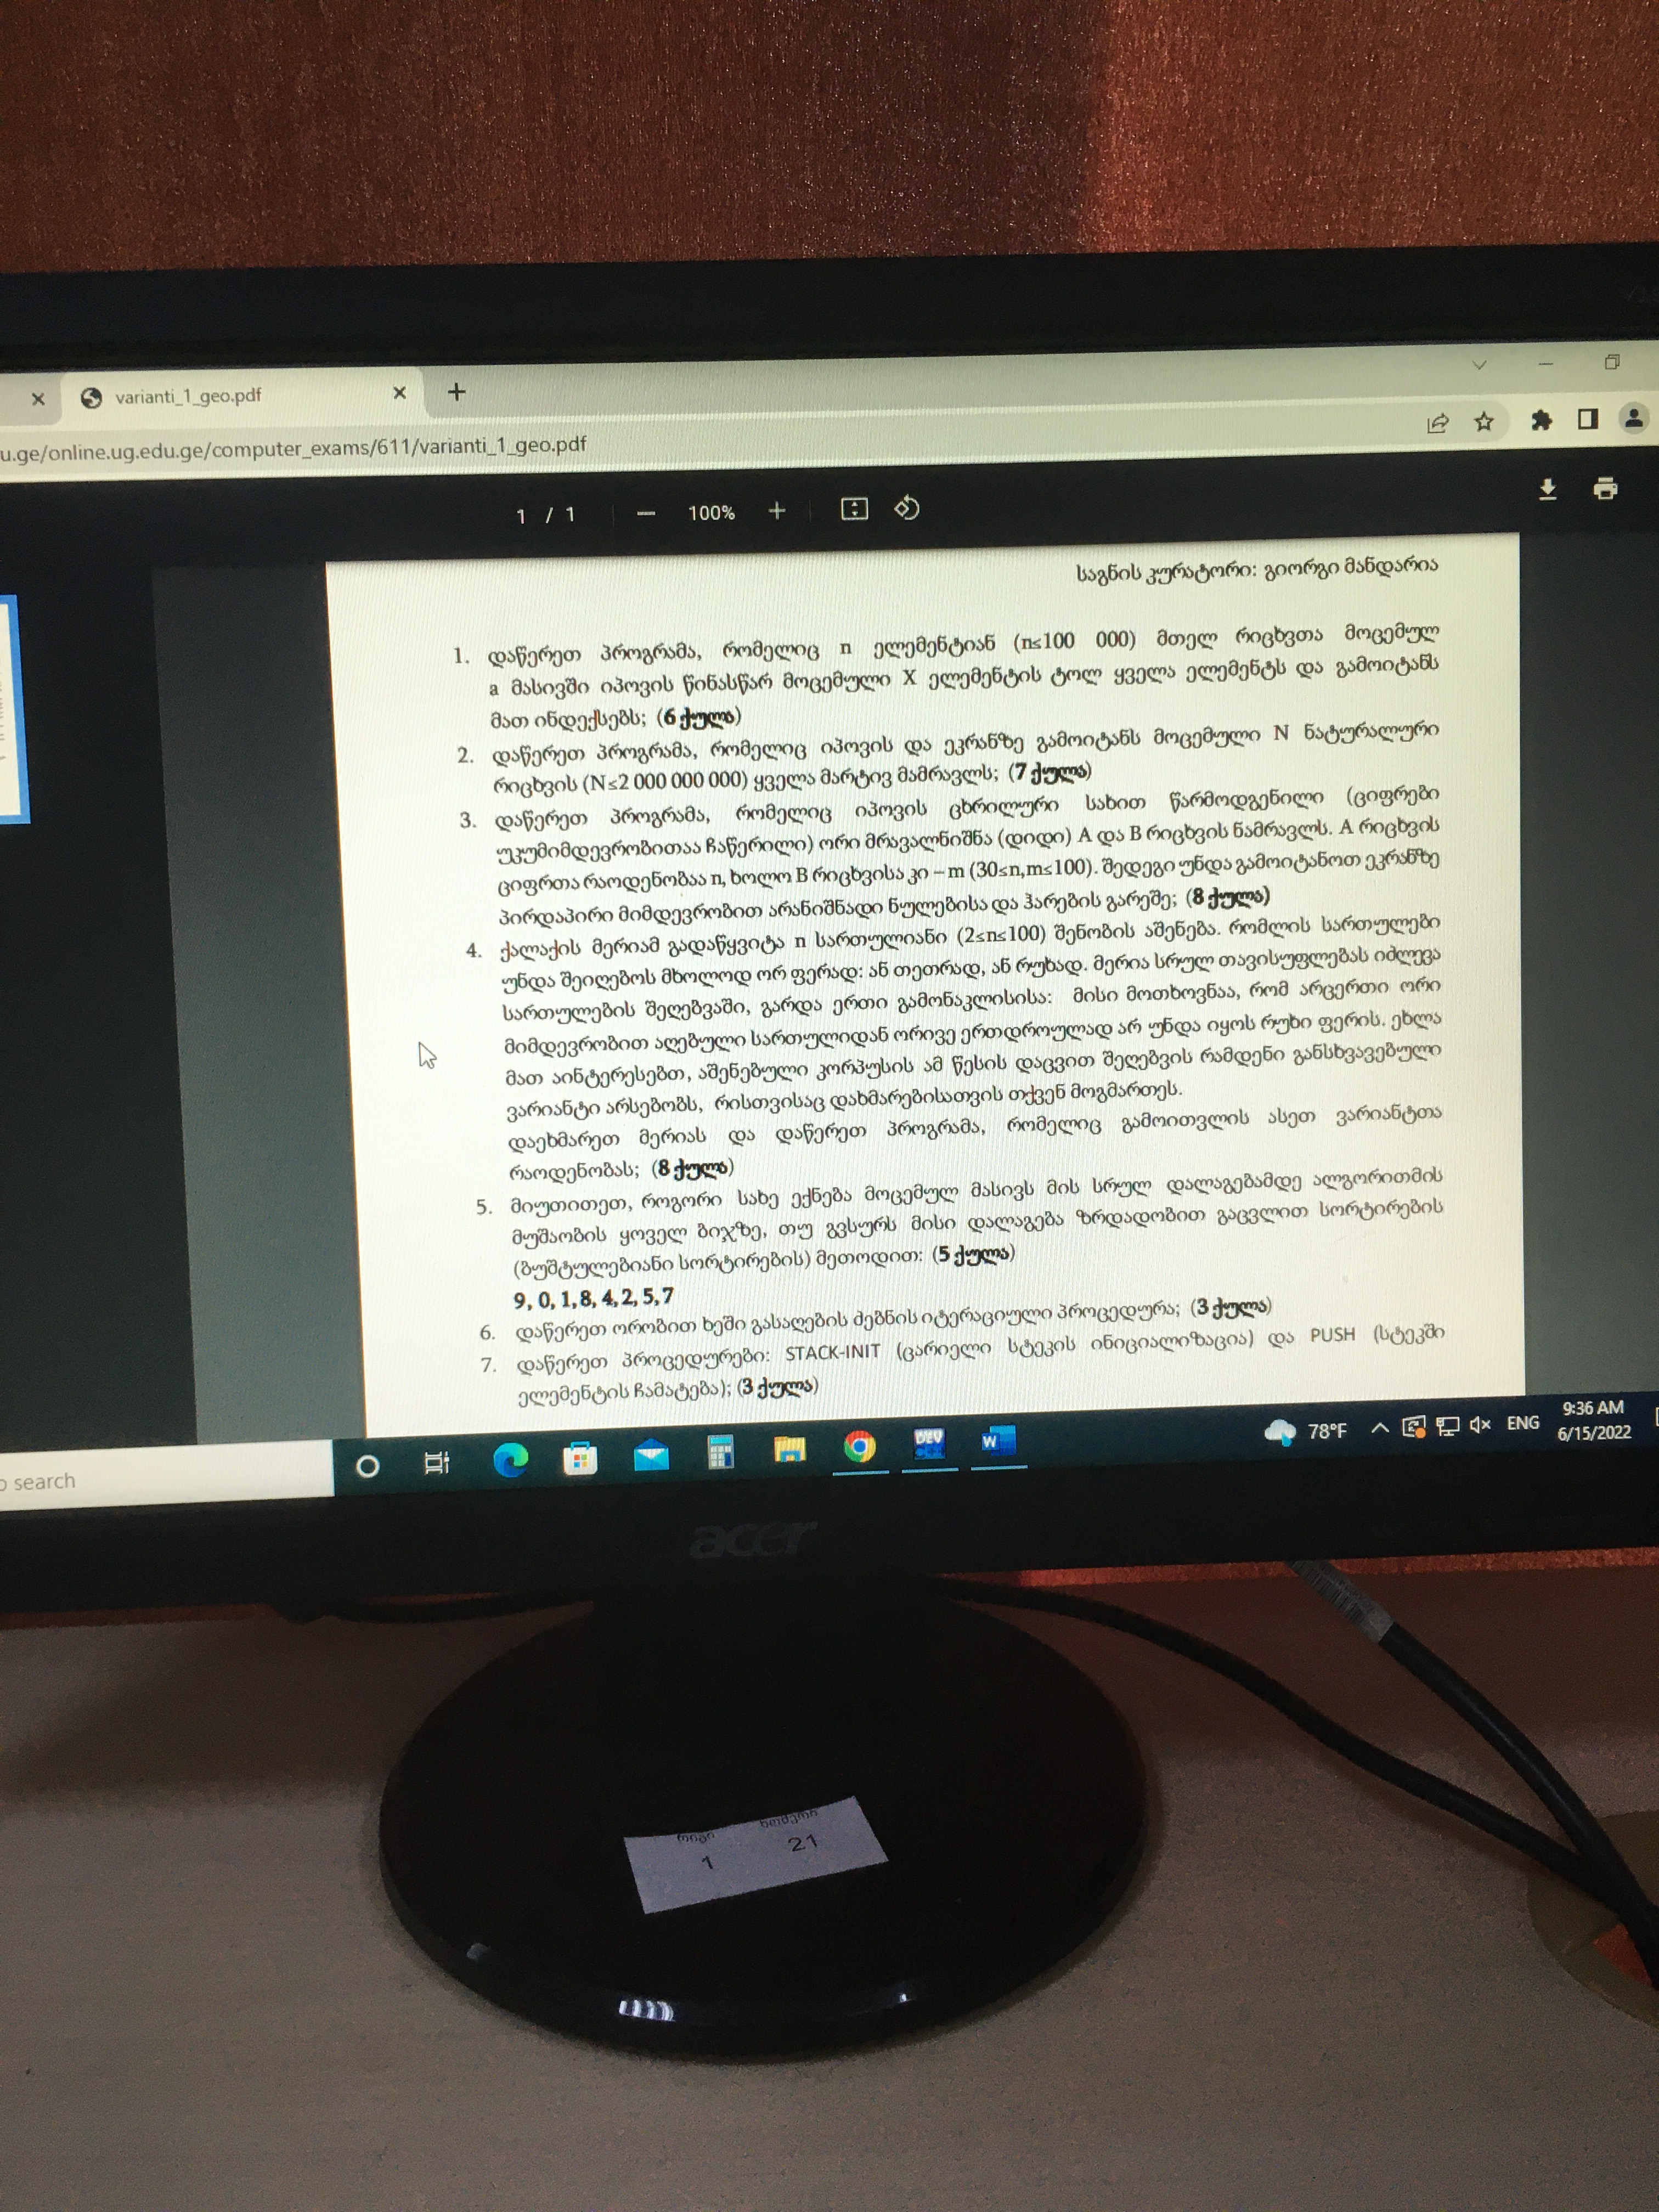 varianti_1_geo.pdf
u.ge/online.ug.edu.ge/computer_exams/611/varianti_1_geo.pdf
1 / 1
100%
საგნის კურატორი: გიორგი მანდარია
1. დაწერეთ პროგრამა, რომელიც n ელემენტიან (n≤100 000) მთელ რიცხვთა მოცემულ
a მასივში იპოვის წინასწარ მოცემული X ელემენტის ტოლ ყველა ელემენტს და გამოიტანს
მათ ინდექსებს; (6 ქულა)
2. დაწერეთ პროგრამა, რომელიც იპოვის და ეკრანზე გამოიტანს მოცემული N ნატურალური
რიცხვის (N≤2 000 000 000) ყველა მარტივ მამრავლს; (7 ქულა)
3. დაწერეთ პროგრამა, რომელიც იპოვის ცხრილური სახით წარმოდგენილი (ციფრები
უკუმიმდევრობითაა ჩაწერილი) ორი მრავალნიშნა (დიდი) A და B რიცხვის ნამრავლს. A რიცხვის
ციფრთა რაოდენობაა n, ხოლო B რიცხვისა კი – m (30≤n,m≤100). შედეგი უნდა გამოიტანოთ ეკრანზე
პირდაპირი მიმდევრობით არანიშნადი ნულებისა და ჰარების გარეშე; (8 ქულა)
4. ქალაქის მერიამ გადაწყვიტა n სართულიანი (2≤n≤100) შენობის აშენება. რომლის სართულები
უნდა შეიღებოს მხოლოდ ორ ფერად: ან თეთრად, ან რუხად. მერია სრულ თავისუფლებას იძლევა
სართულების შეღებვაში, გარდა ერთი გამონაკლისისა: მისი მოთხოვნაა, რომ არცერთი ორი
მიმდევრობით აღებული სართულიდან ორივე ერთდროულად არ უნდა იყოს რუხი ფერის. ეხლა
მათ აინტერესებთ, აშენებული კორპუსის ამ წესის დაცვით შეღებვის რამდენი განსხვავებული
ვარიანტი არსებობს, რისთვისაც დახმარებისათვის თქვენ მოგმართეს.
დაეხმარეთ მერიას და დაწერეთ პროგრამა, რომელიც გამოითვლის ასეთ ვარიანტთა
რაოდენობას; (8 ქულა)
5. მიუთითეთ, როგორი სახე ექნება მოცემულ მასივს მის სრულ დალაგებამდე ალგორითმის
მუშაობის ყოველ ბიჯზე, თუ გვსურს მისი დალაგება ზრდადობით გაცვლით სორტირების
(ბუშტულებიანი სორტირების) მეთოდით: (5 ქულა)
9, 0, 1,8, 4, 2, 5, 7
6. დაწერეთ ორობით ხეში გასაღების ძებნის იტერაციული პროცედურა; (3 ქულა)
7. დაწერეთ პროცედურები: STACK-INIT (ცარიელი სტეკის ინიციალიზაცია) და PUSH (სტეკში
ელემენტის ჩამატება); (3 ქულა)
search
DEV
W
78°F
ENG
9:36 AM
6/15/2022
acer
რიგი
ნომერი
1
21